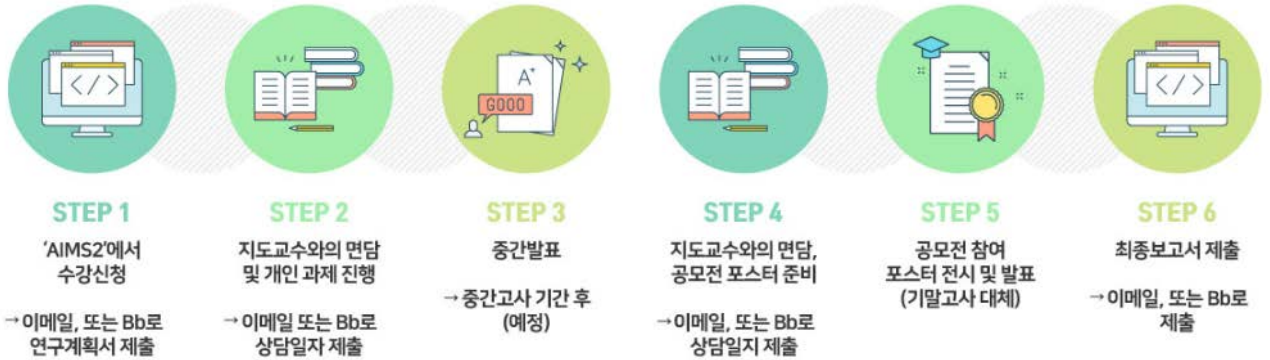 </>
A+
GOOD
</>
STEP 1
'AIMS2'에서
수강신청
→이메일, 또는 Bb로
연구계획서 제출
STEP 2
지도교수와의 면담
및 개인 과제 진행
→이메일 또는 Bb로
상담일자 제출
STEP 3
중간발표
→중간고사 기간 후
(예정)
STEP 4
지도교수와의 면담,
공모전 포스터 준비
→이메일, 또는 Bb로
상담일지 제출
STEP 5
공모전 참여
포스터 전시 및 발표
(기말고사 대체)
STEP 6
최종보고서 제출
→이메일, 또는 Bb로
제출